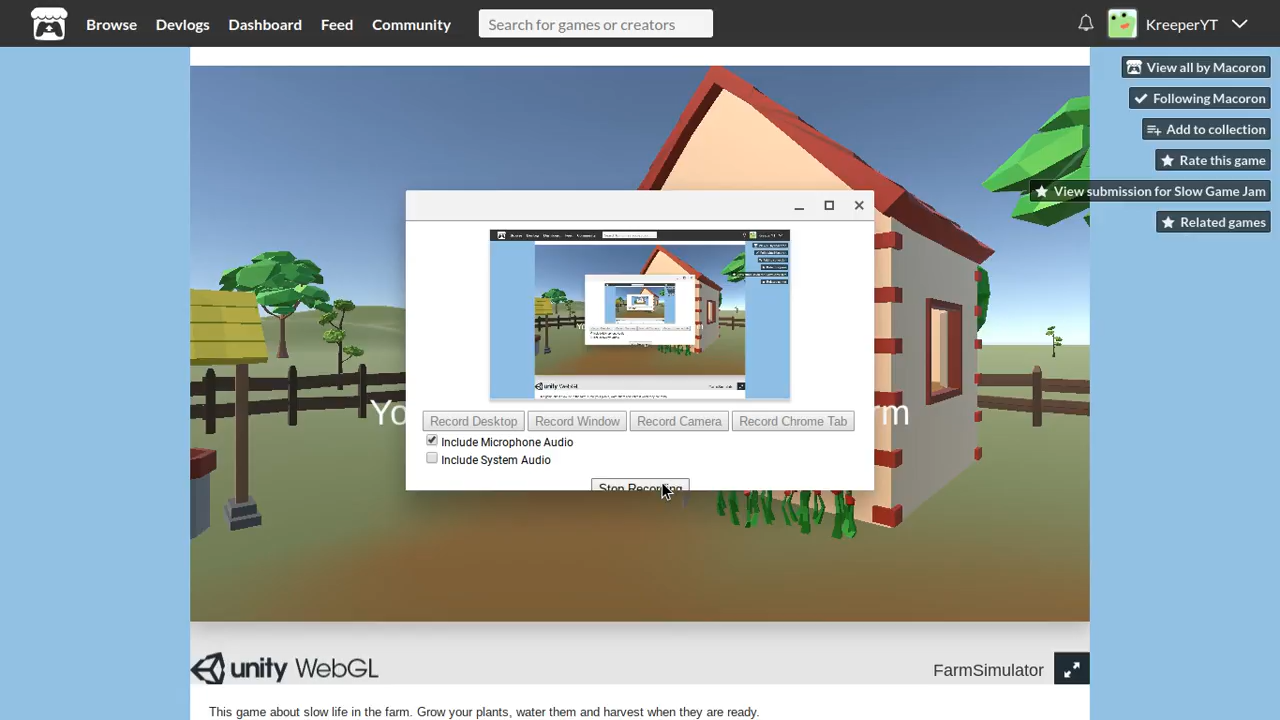 Browse Devlogs Dashboard Feed Community Search for games or creators KreeperYT
View all by Macoron
Following Macoron
Add to collection
Rate this game
View submission for Slow Game Jam
Related games
Record Desktop Record Window Record Camera Record Chrome Tab
Include Microphone Audio
Include System Audio
Stop Recording
unity WebGL FarmSimulator
This game about slow life in the farm. Grow your plants, water them and harvest when they are ready.